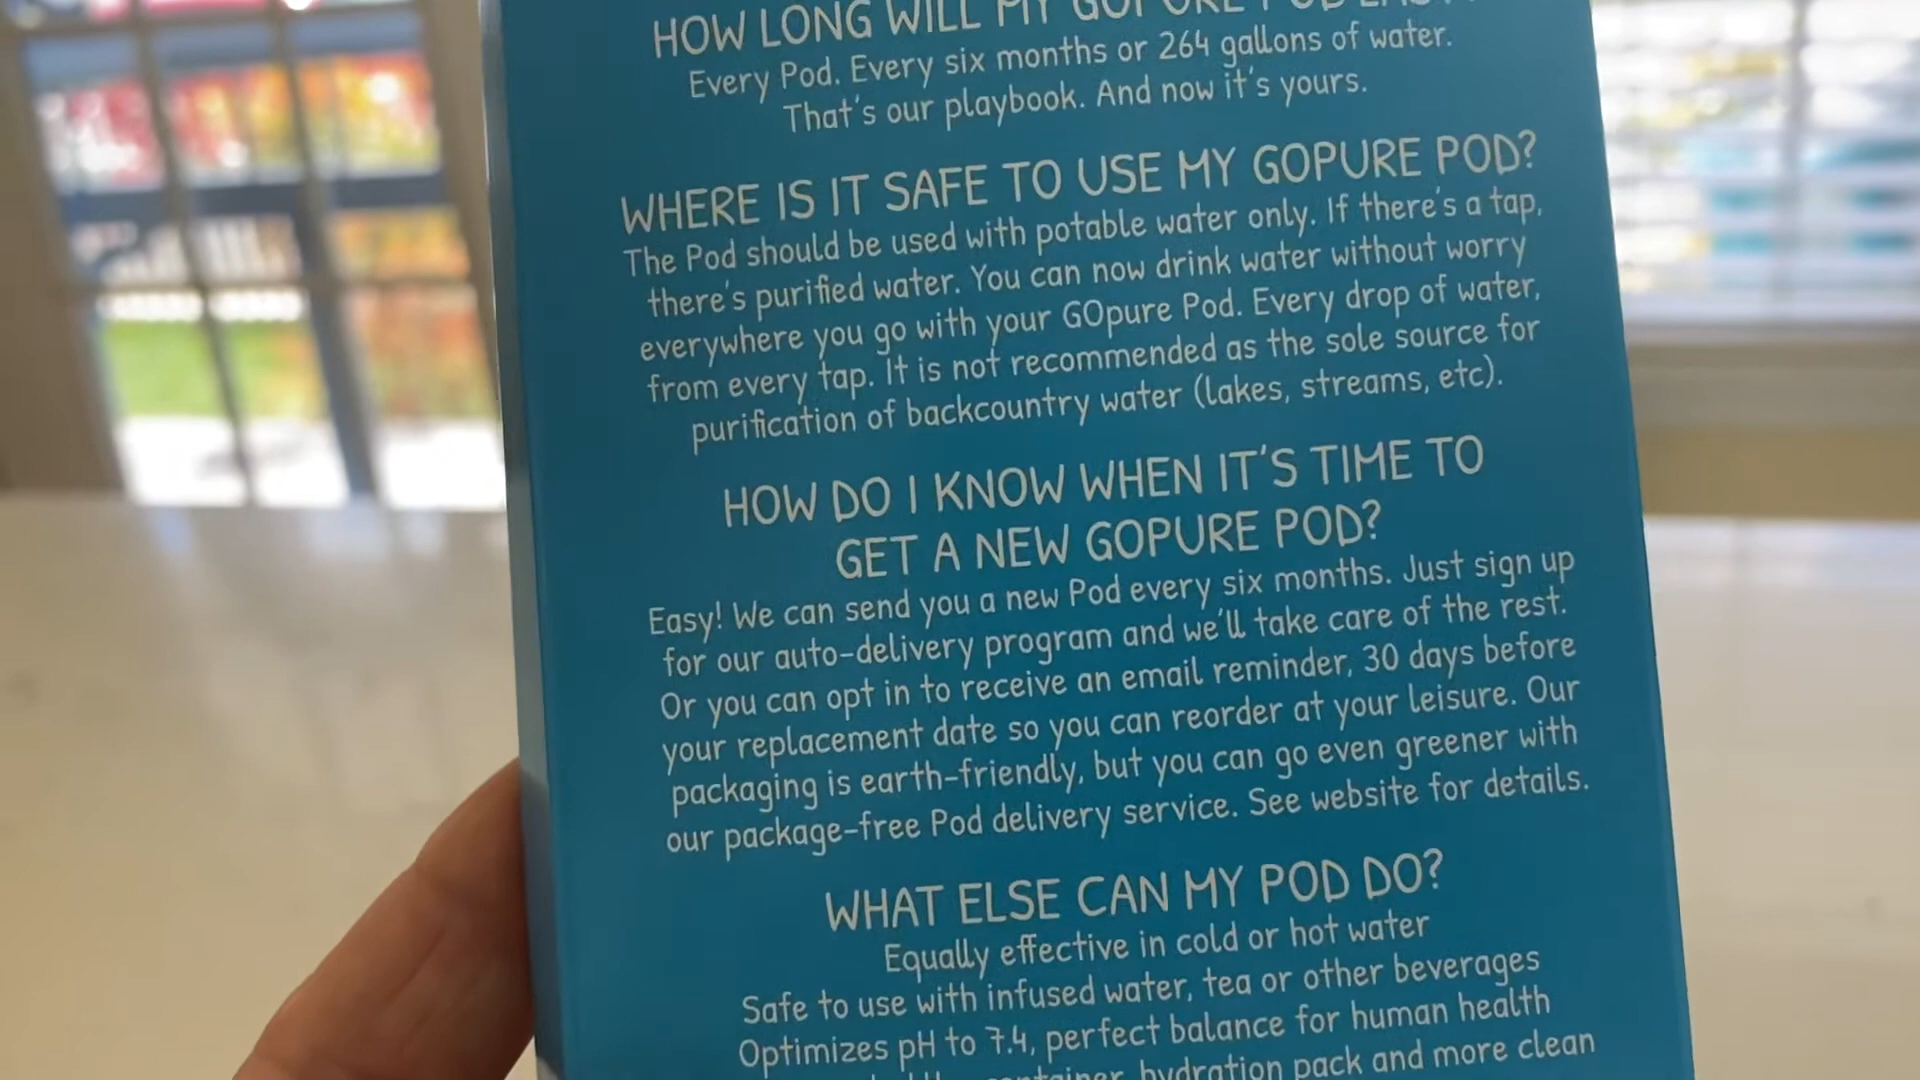 HOW LONG WILL MY GOPURE POD LAST?
Every Pod. Every six months or 264 gallons of water.
That's our playbook. And now it's yours.
WHERE IS IT SAFE TO USE MY GOPURE POD?
The Pod should be used with potable water only. If there's a tap,
there's purified water. You can now drink water without worry
everywhere you go with your GOpure Pod. Every drop of water,
from every tap. It is not recommended as the sole source for
purification of backcountry water (lakes, streams, etc).
HOW DO I KNOW WHEN IT'S TIME TO
GET A NEW GOPURE POD?
Easy! We can send you a new Pod every six months. Just sign up
for our auto-delivery program and we'll take care of the rest.
Or you can opt in to receive an email reminder, 30 days before
your replacement date so you can reorder at your leisure. Our
packaging is earth-friendly, but you can go even greener with
our package-free Pod delivery service. See website for details.
WHAT ELSE CAN MY POD DO?
Equally effective in cold or hot water
Safe to use with infused water, tea or other beverages
Optimizes pH to 7.4, perfect balance for human health
container, hydration pack and more clean